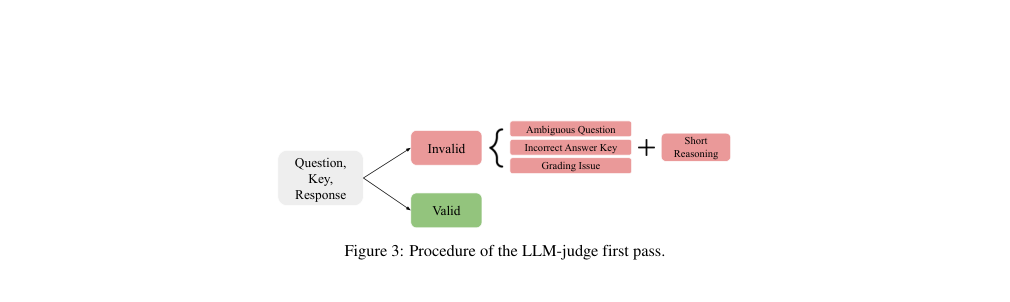 Question,
Key,
Response
Invalid
Valid
{
Ambiguous Question
Incorrect Answer Key
Grading Issue
+
Short
Reasoning
Figure 3: Procedure of the LLM-judge first pass.